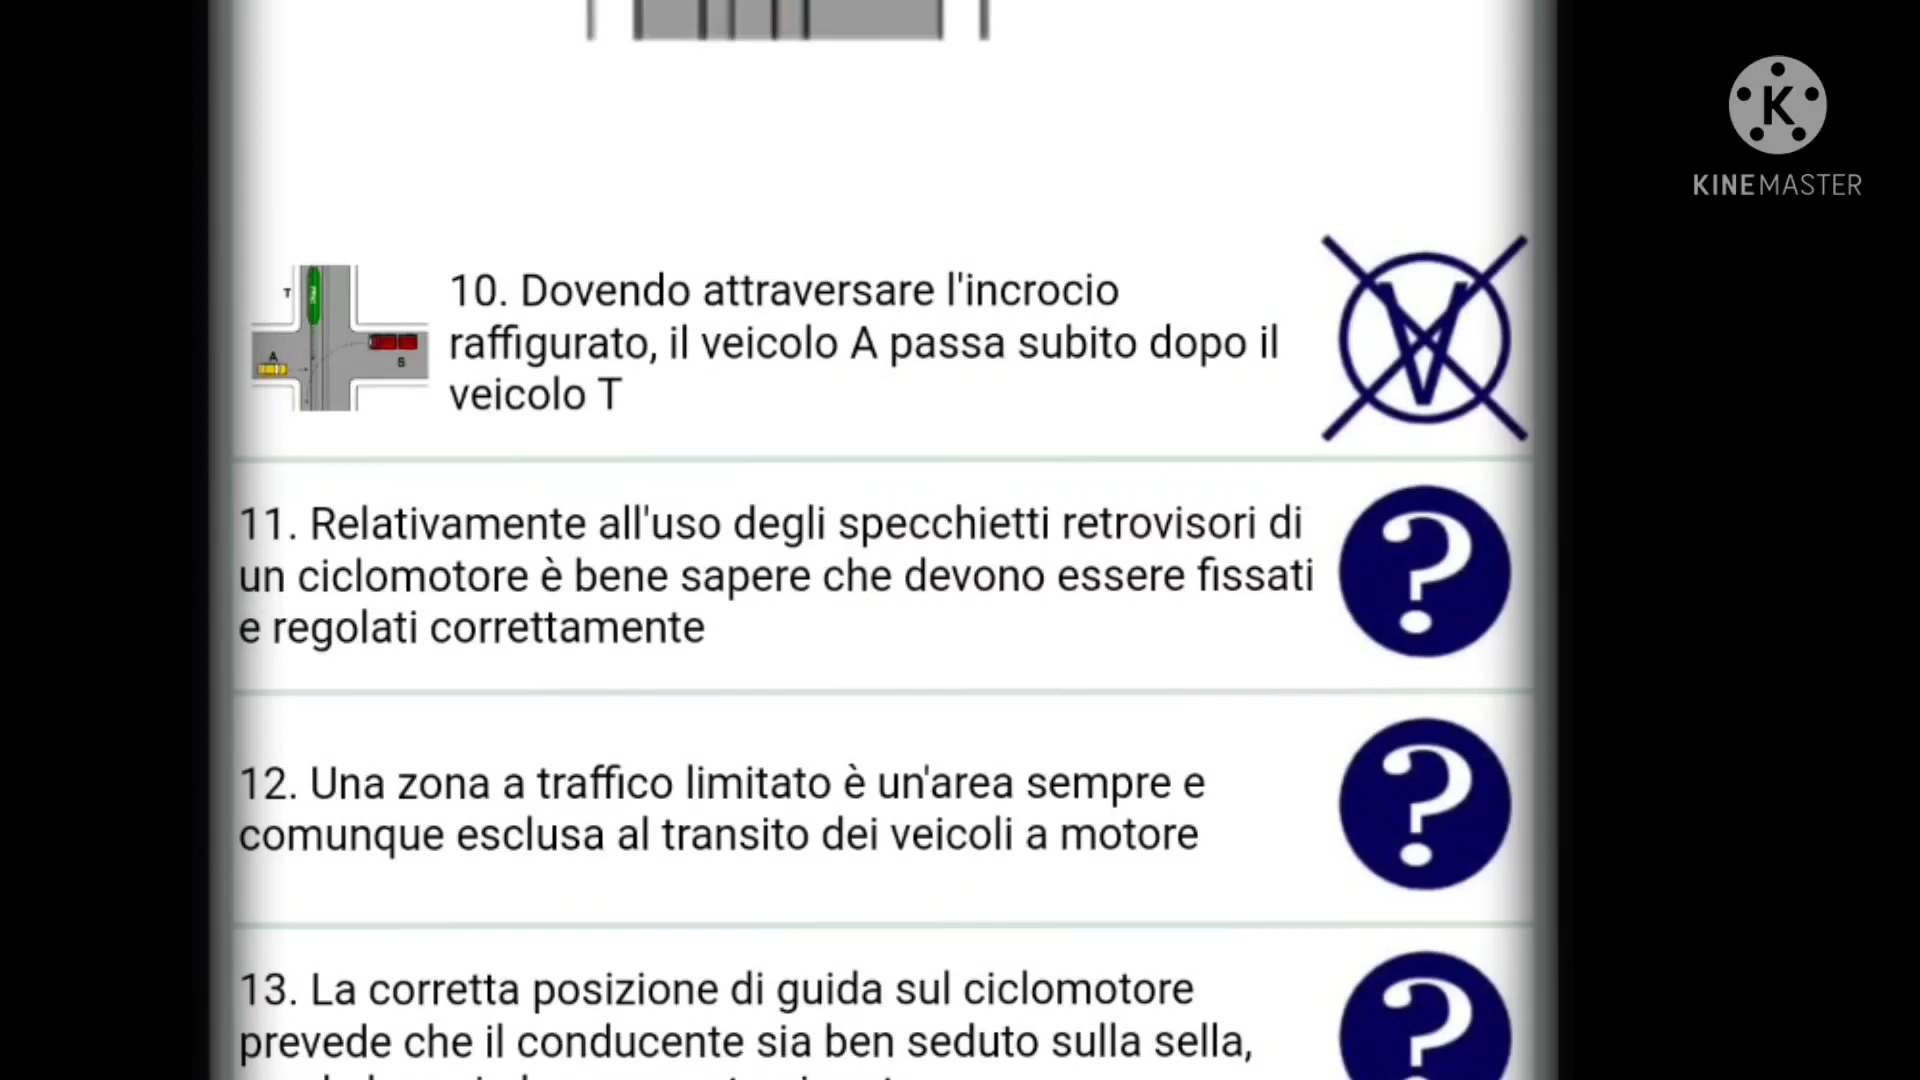 K
KINEMASTER
T
A
S
10. Dovendo attraversare l'incrocio
raffigurato, il veicolo A passa subito dopo il
veicolo T
V
11. Relativamente all'uso degli specchietti retrovisori di
un ciclomotore è bene sapere che devono essere fissati
e regolati correttamente
?
12. Una zona a traffico limitato è un'area sempre e
comunque esclusa al transito dei veicoli a motore
?
13. La corretta posizione di guida sul ciclomotore
prevede che il conducente sia ben seduto sulla sella,
?